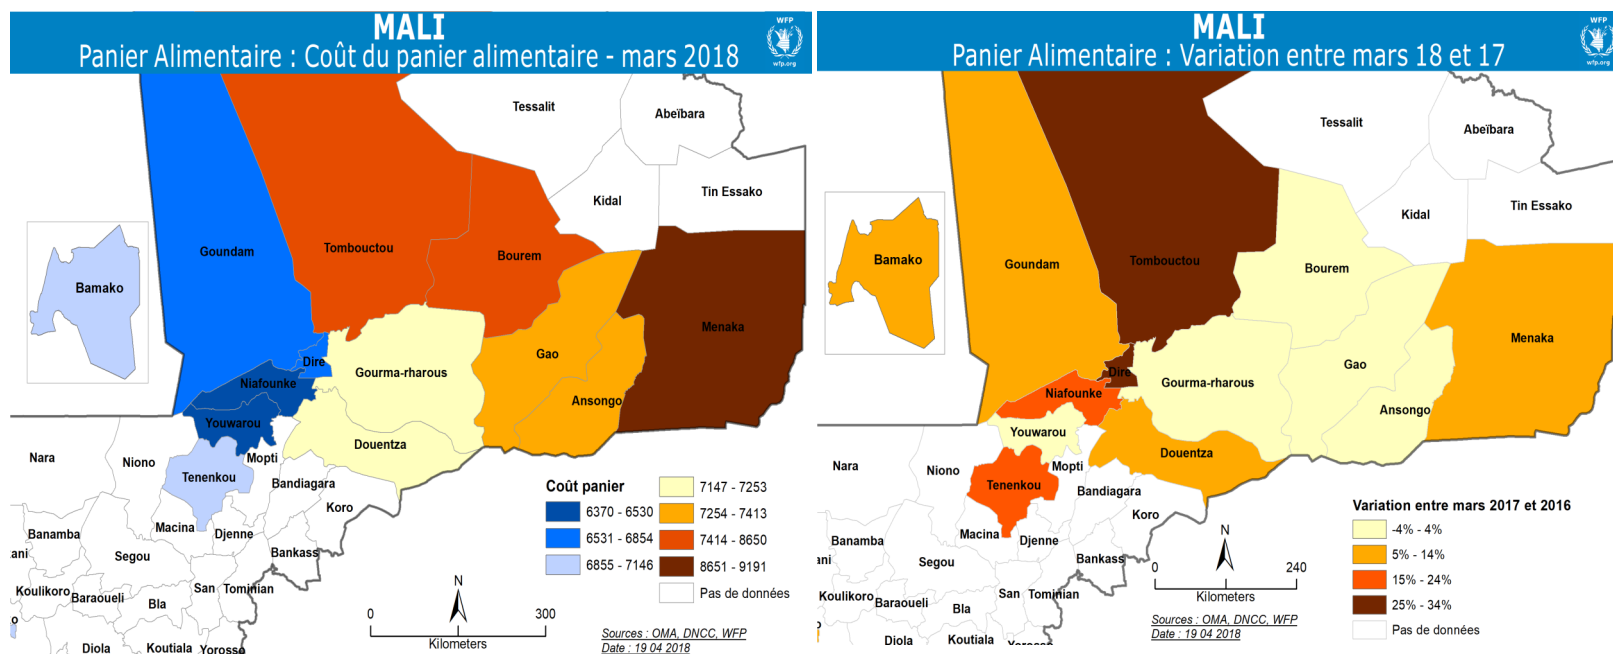 MALI
Panier Alimentaire : Coût du panier alimentaire - mars 2018
WFP
wfp.org
Tessalit
Abeïbara
Kidal
Tin Essako
Bamako
Goundam
Tombouctou
Bourem
Menaka
Dire
Gao
Gourma-rharous
Niafounke
Ansongo
Youwarou
Douentza
Nara
Niono
Mopti
Tenenkou
Bandiagara
Koro
Macina
Djenne
Banamba
Segou
Bankass
ani
San
Tominian
Koulikoro
Baraoueli
Bla
o
Diola
Koutiala
Yorosso
Coût panier
6370 - 6530
6531 - 6854
6855 - 7146
7147 - 7253
7254 - 7413
7414 - 8650
8651 - 9191
Pas de données
N
0 300
Kilometers
Sources : OMA, DNCC, WFP
Date : 19 04 2018
MALI
Panier Alimentaire : Variation entre mars 18 et 17
WFP
wfp.org
Tessalit
Abeïbara
Kidal
Tin Essako
Bamako
Goundam
Tombouctou
Bourem
Menaka
Dire
Gao
Gourma-rharous
Niafounke
Ansongo
Youwarou
Douentza
Nara
Niono
Mopti
Tenenkou
Bandiagara
Koro
Macina
Djenne
Banamba
Segou
Bankass
ani
San
Tominian
Koulikoro
Baraoueli
Bla
o
Diola
Koutiala
Yorosso
Variation entre mars 2017 et 2016
-4% - 4%
5% - 14%
15% - 24%
25% - 34%
Pas de données
N
0 240
Kilometers
Sources : OMA, DNCC, WFP
Date : 19 04 2018